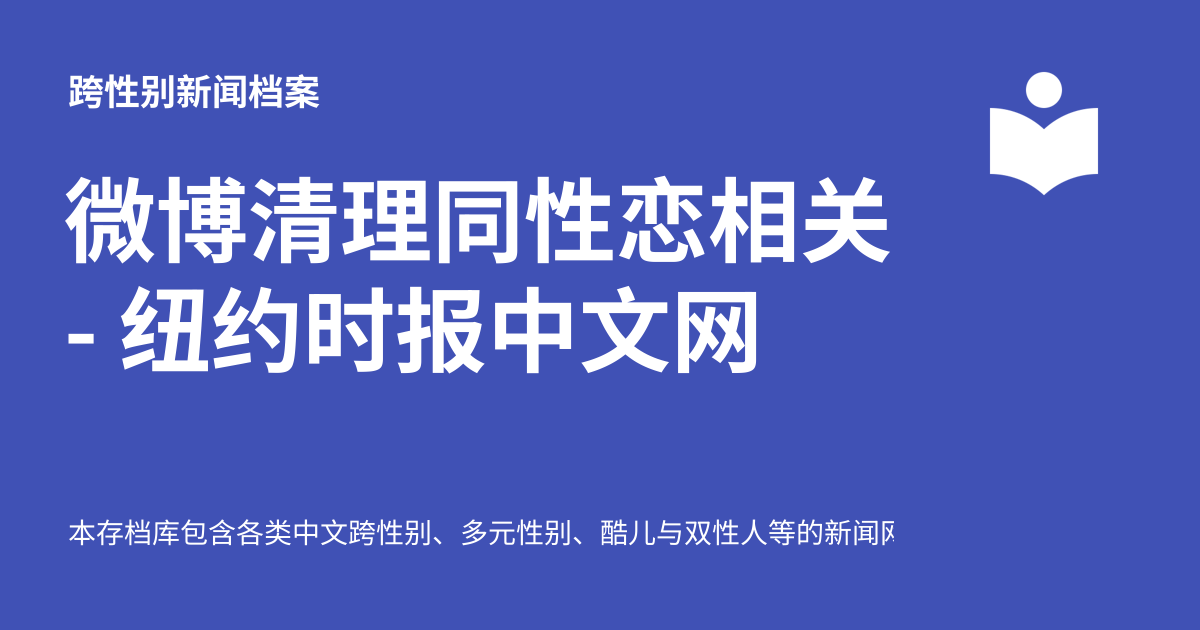 跨性别新闻档案
微博清理同性恋相关
- 纽约时报中文网
本存档库包含各类中文跨性别、多元性别、酷儿与双性人等的新闻